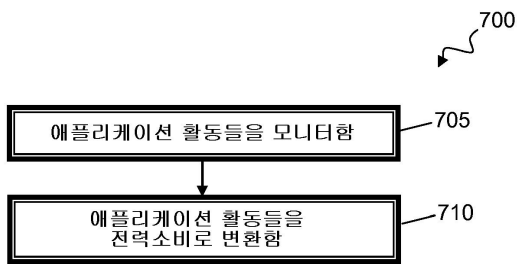 700
애플리케이션 활동들을 모니터함
705
애플리케이션 활동들을
전력소비로 변환함
710